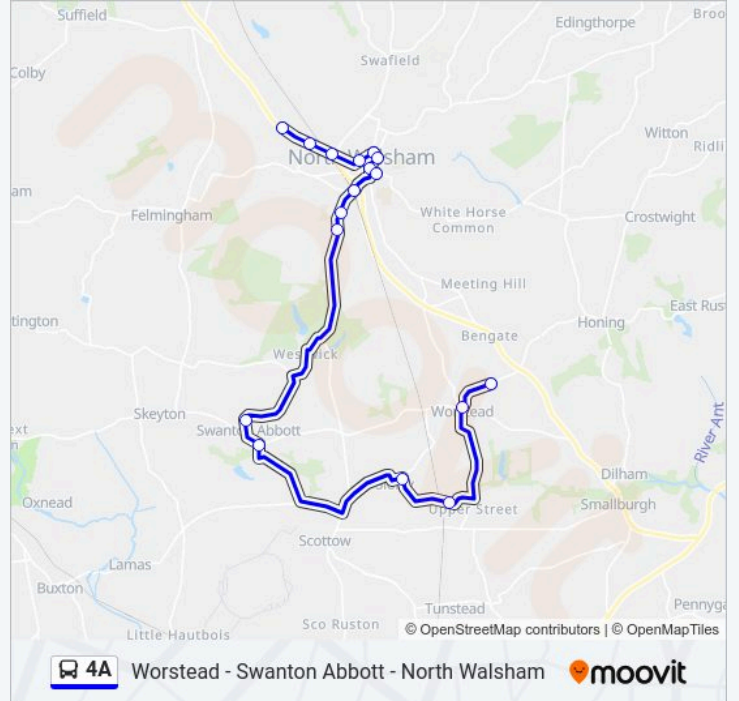 Suffield
Edingthorpe
Broo
Swafield
Colby
Witton
Ridli
North Walsham
am
Felmingham
White Horse
Common
Crostwight
Meeting Hill
East Rus
tington
Honing
Bengate
Westwick
Skeyton
Worstead
Swanton Abbott
ext
n
River Ant
Dilham
Oxnead
Smallburgh
Upper Street
Scottow
Lamas
Buxton
Tunstead
Pennyga
Sco Ruston
Little Hautbois
© OpenStreetMap contributors | © OpenMapTiles
4A Worstead - Swanton Abbott - North Walsham moovit